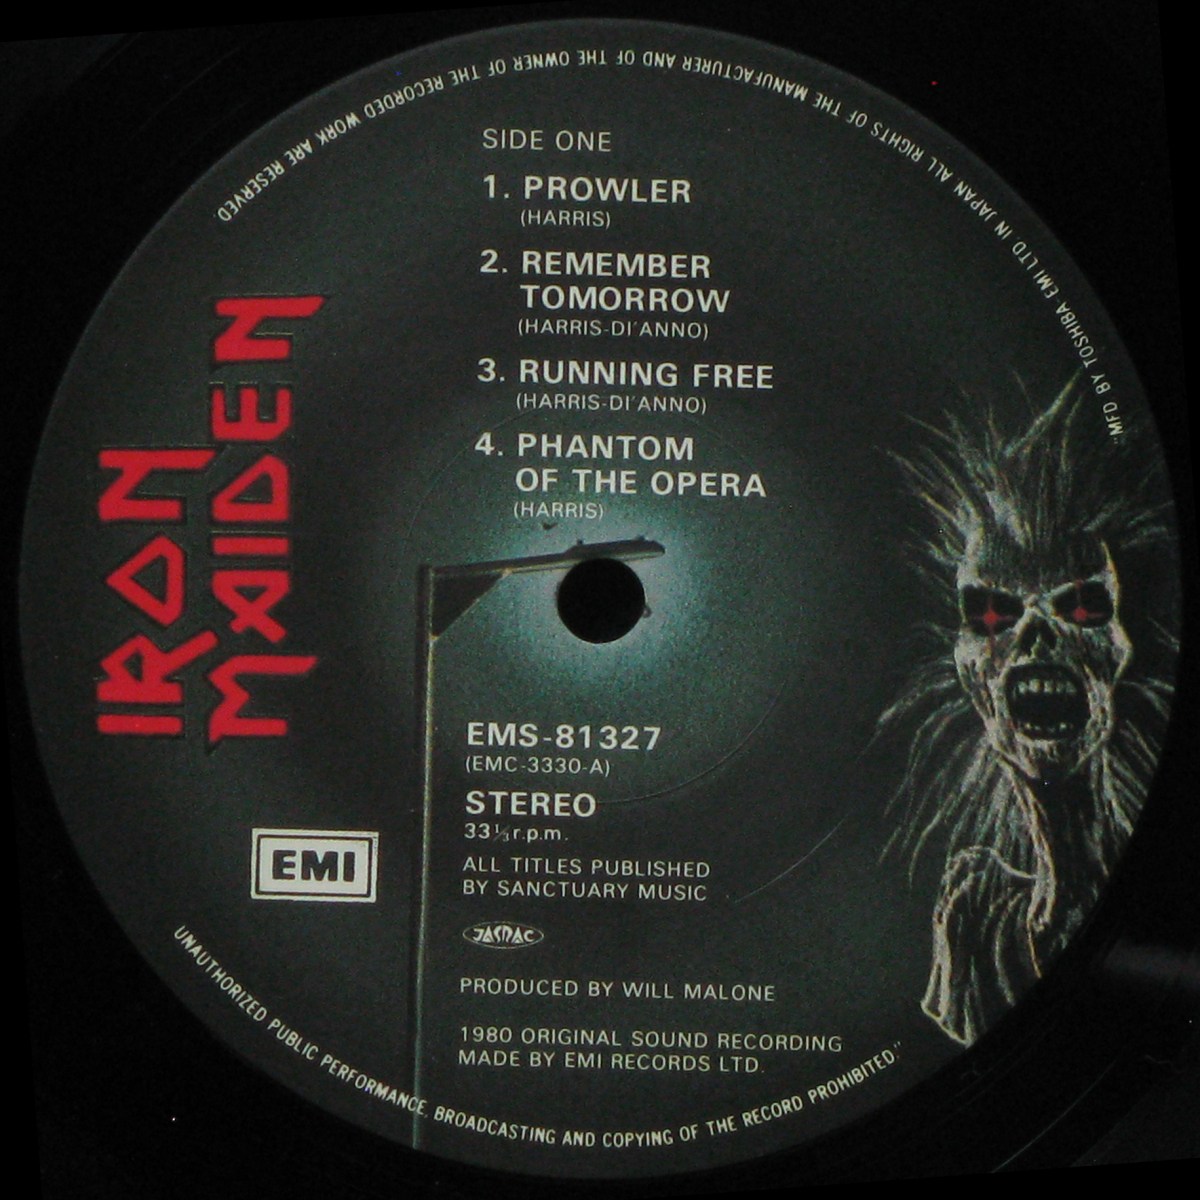 SIDE ONE
1. PROWLER
(HARRIS)
2. REMEMBER
TOMORROW
(HARRIS-DI'ANNO)
3. RUNNING FREE
(HARRIS-DI'ANNO)
4. PHANTOM
OF THE OPERA
(HARRIS)
IRON
MAIDEN
EMS-81327
(EMC-3330-A)
STEREO
33⅓ r.p.m.
ALL TITLES PUBLISHED
BY SANCTUARY MUSIC
EMI
JASRAC
PRODUCED BY WILL MALONE
1980 ORIGINAL SOUND RECORDING
MADE BY EMI RECORDS LTD.
"MFD BY TOSHIBA EMI LTD IN JAPAN ALL RIGHTS OF THE MANUFACTURER AND OF THE OWNER OF THE RECORDED WORK ARE RESERVED.
UNAUTHORIZED PUBLIC PERFORMANCE, BROADCASTING AND COPYING OF THE RECORD PROHIBITED."